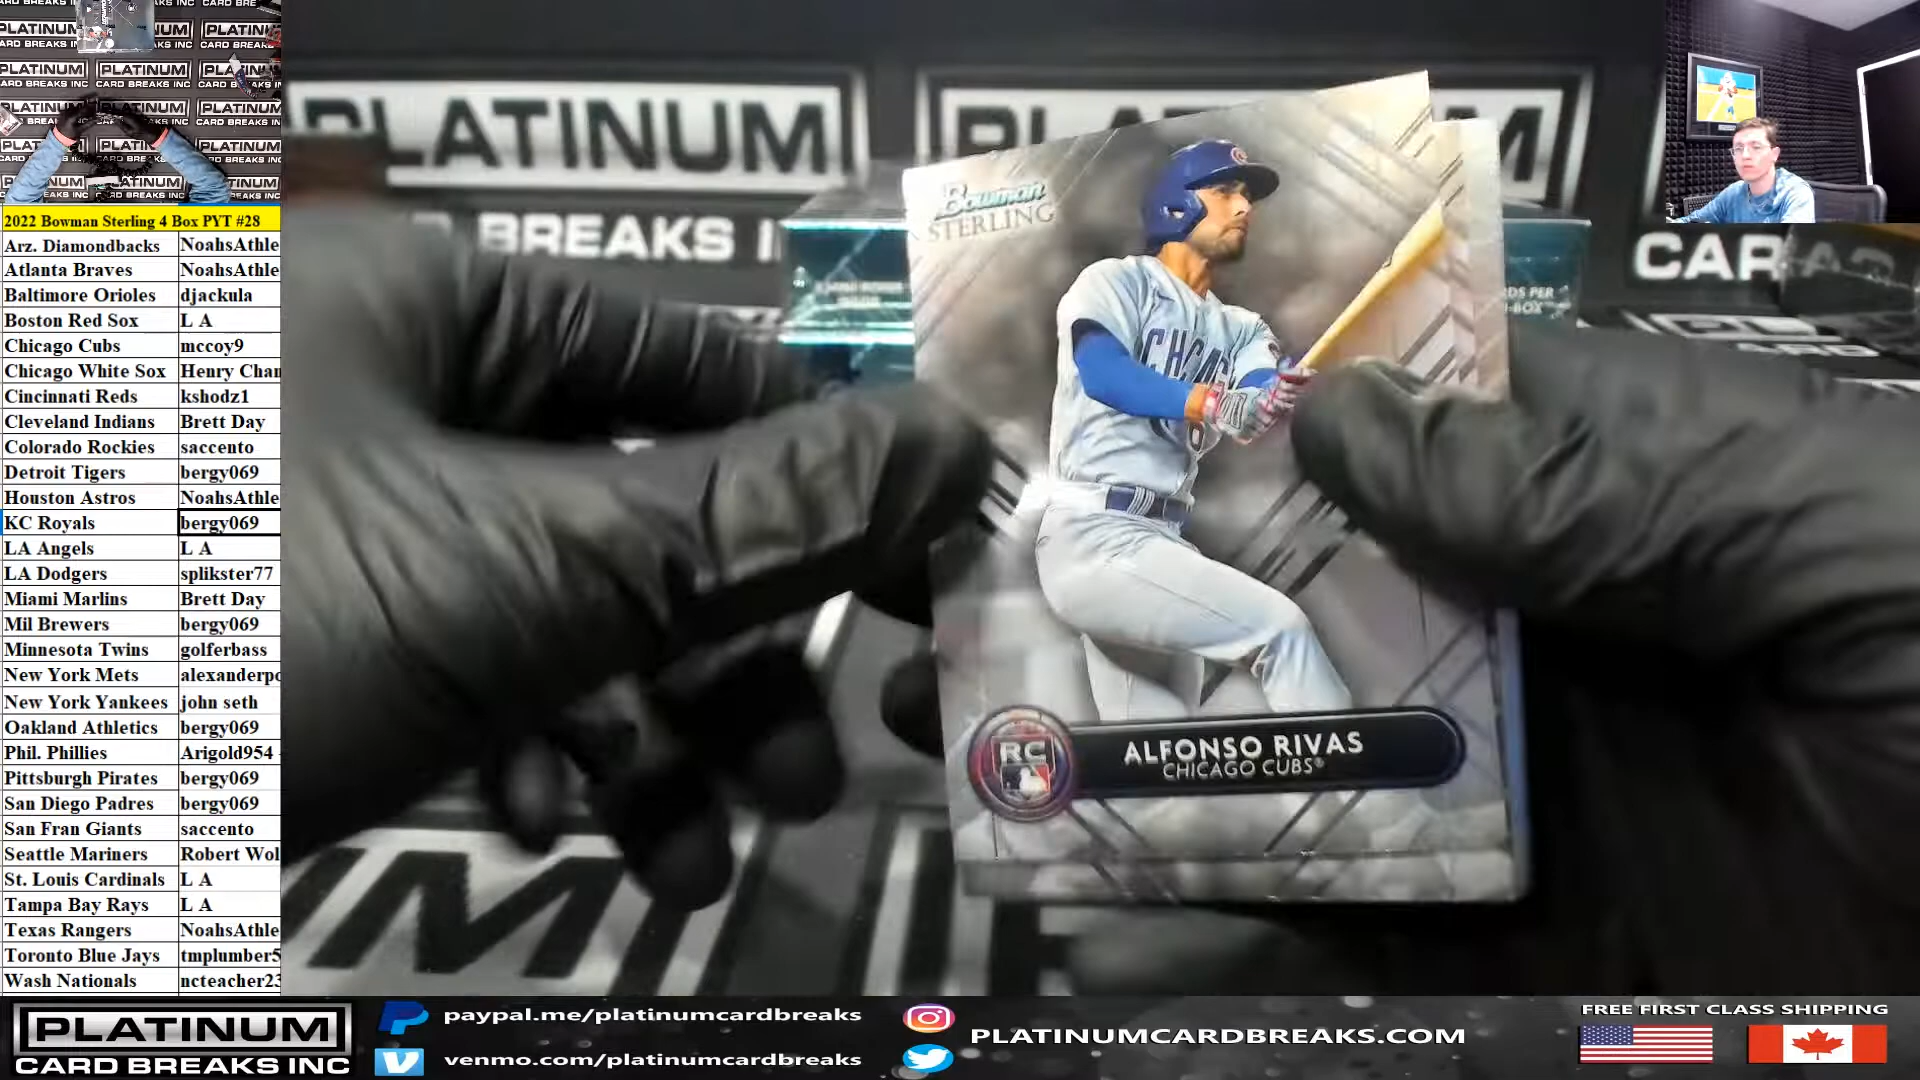 2022 Bowman Sterling 4 Box PYT #28
Arz. Diamondbacks NoahsAthle
Atlanta Braves NoahsAthle
Baltimore Orioles djackula
Boston Red Sox L A
Chicago Cubs mccoy9
Chicago White Sox Henry Chan
Cincinnati Reds kshodz1
Cleveland Indians Brett Day
Colorado Rockies saccento
Detroit Tigers bergy069
Houston Astros NoahsAthle
KC Royals bergy069
LA Angels L A
LA Dodgers splikster77
Miami Marlins Brett Day
Mil Brewers bergy069
Minnesota Twins golferbass
New York Mets alexanderpo
New York Yankees john seth
Oakland Athletics bergy069
Phil. Phillies Arigold954
Pittsburgh Pirates bergy069
San Diego Padres bergy069
San Fran Giants saccento
Seattle Mariners Robert Wol
St. Louis Cardinals L A
Tampa Bay Rays L A
Texas Rangers NoahsAthle
Toronto Blue Jays tmplumber5
Wash Nationals ncteacher23
PLATINUM
BREAKS
CARD
Bowman
STERLING
CHICAGO
RC
ALFONSO RIVAS
CHICAGO CUBS®
PLATINUM
CARD BREAKS INC
paypal.me/platinumcardbreaks
venmo.com/platinumcardbreaks
PLATINUMCARDBREAKS.COM
FREE FIRST CLASS SHIPPING